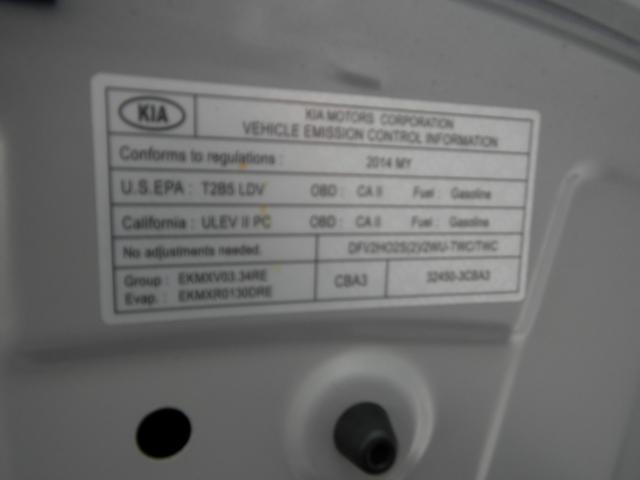 KIA
KIA MOTORS CORPORATION
VEHICLE EMISSION CONTROL INFORMATION
Conforms to regulations : 2014 MY
U.S.EPA : T2B5 LDV OBD : CA II Fuel : Gasoline
California : ULEV II PC OBD : CA II Fuel : Gasoline
No adjustments needed. DFI/2HO2S(2)/2WU-TWC/TWC
Group : EKMXV03.34RE
Evap. : EKMXR0130DRE
CBA3 32450-3CBA3